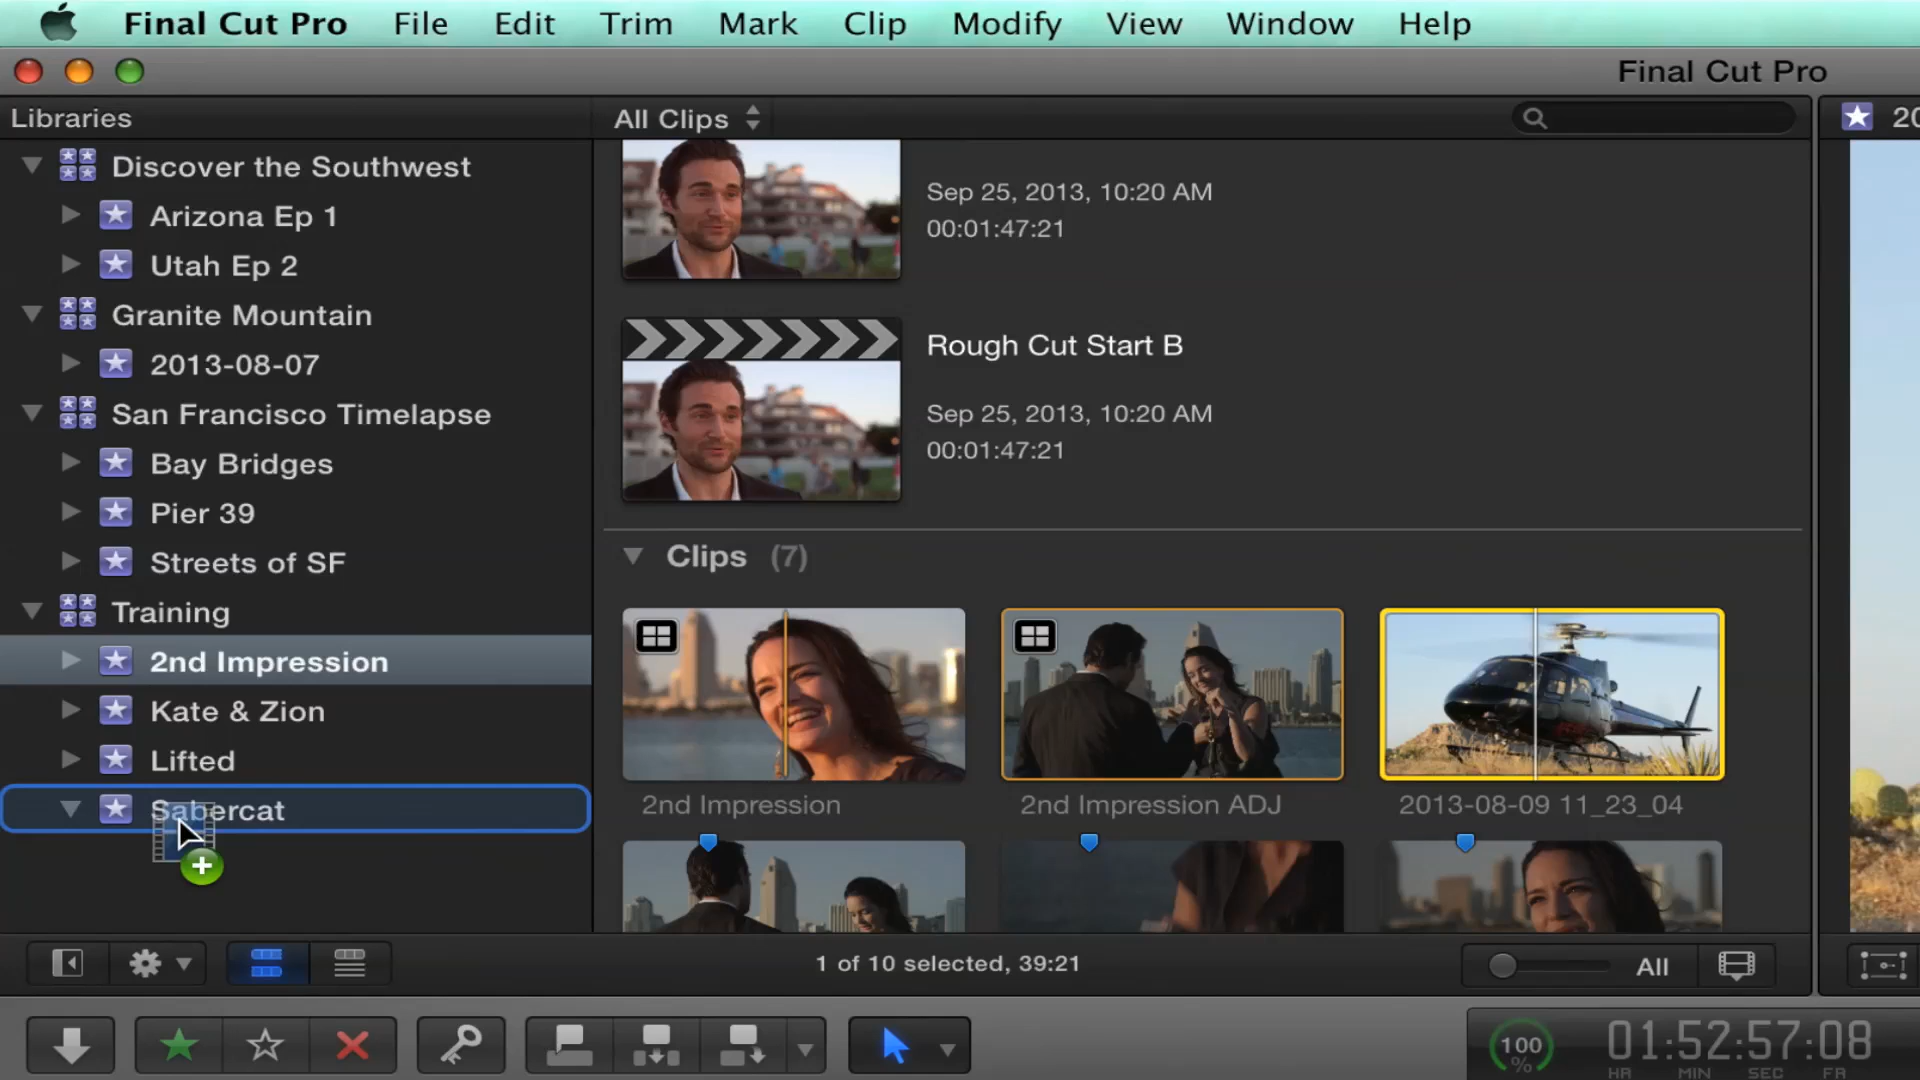 Final Cut Pro File Edit Trim Mark Clip Modify View Window Help
Final Cut Pro
Libraries
All Clips
20
Discover the Southwest
Arizona Ep 1
Utah Ep 2
Granite Mountain
2013-08-07
San Francisco Timelapse
Bay Bridges
Pier 39
Streets of SF
Training
2nd Impression
Kate & Zion
Lifted
Sabercat
Sep 25, 2013, 10:20 AM
00:01:47:21
Rough Cut Start B
Sep 25, 2013, 10:20 AM
00:01:47:21
Clips (7)
2nd Impression
2nd Impression ADJ
2013-08-09 11_23_04
1 of 10 selected, 39:21
All
100
%
01:52:57:08
HR MIN SEC FR